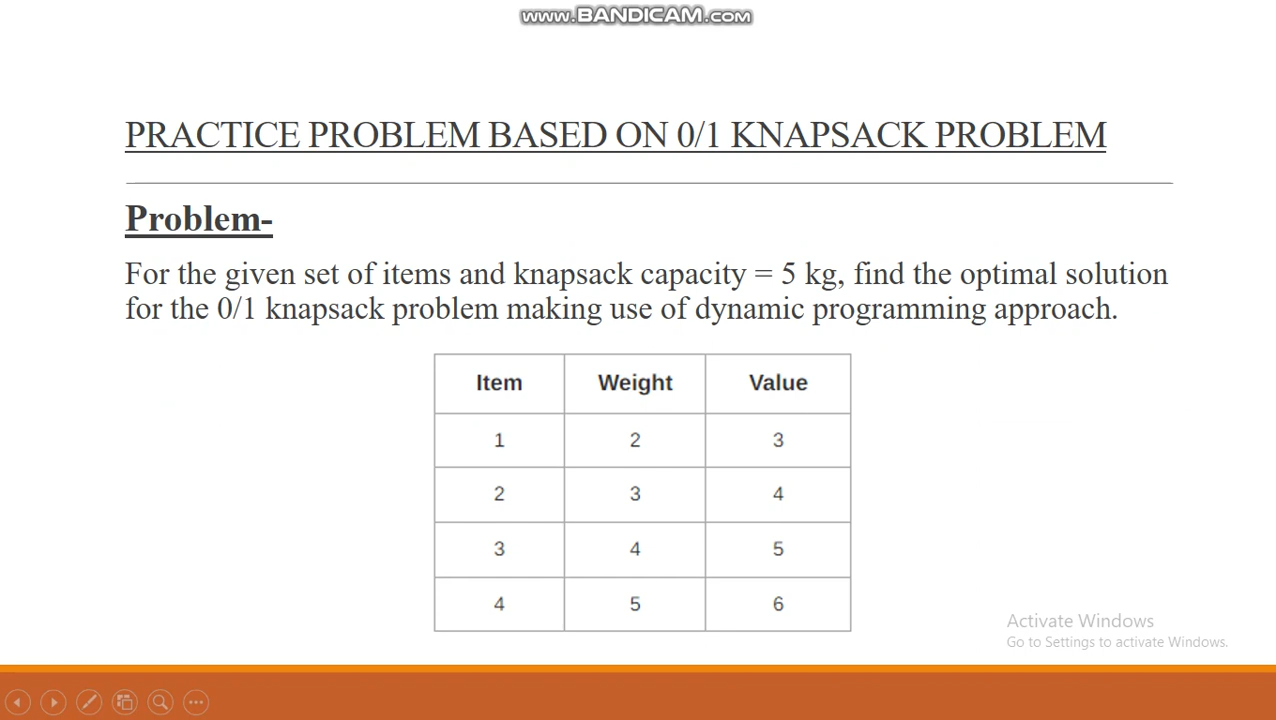 www.BANDICAM.com
PRACTICE PROBLEM BASED ON 0/1 KNAPSACK PROBLEM
Problem-
For the given set of items and knapsack capacity = 5 kg, find the optimal solution
for the 0/1 knapsack problem making use of dynamic programming approach.
Item Weight Value
1 2 3
2 3 4
3 4 5
4 5 6
Activate Windows
Go to Settings to activate Windows.